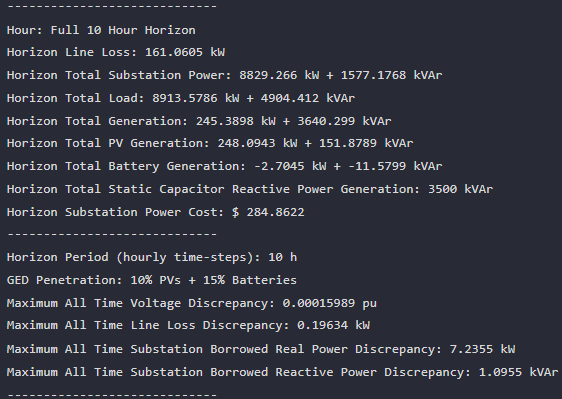 -----------------------------
Hour: Full 10 Hour Horizon
Horizon Line Loss: 161.0605 kW
Horizon Total Substation Power: 8829.266 kW + 1577.1768 kVAr
Horizon Total Load: 8913.5786 kW + 4904.412 kVAr
Horizon Total Generation: 245.3898 kW + 3640.299 kVAr
Horizon Total PV Generation: 248.0943 kW + 151.8789 kVAr
Horizon Total Battery Generation: -2.7045 kW + -11.5799 kVAr
Horizon Total Static Capacitor Reactive Power Generation: 3500 kVAr
Horizon Substation Power Cost: $ 284.8622
-----------------------------
Horizon Period (hourly time-steps): 10 h
GED Penetration: 10% PVs + 15% Batteries
Maximum All Time Voltage Discrepancy: 0.00015989 pu
Maximum All Time Line Loss Discrepancy: 0.19634 kW
Maximum All Time Substation Borrowed Real Power Discrepancy: 7.2355 kW
Maximum All Time Substation Borrowed Reactive Power Discrepancy: 1.0955 kVAr
-----------------------------